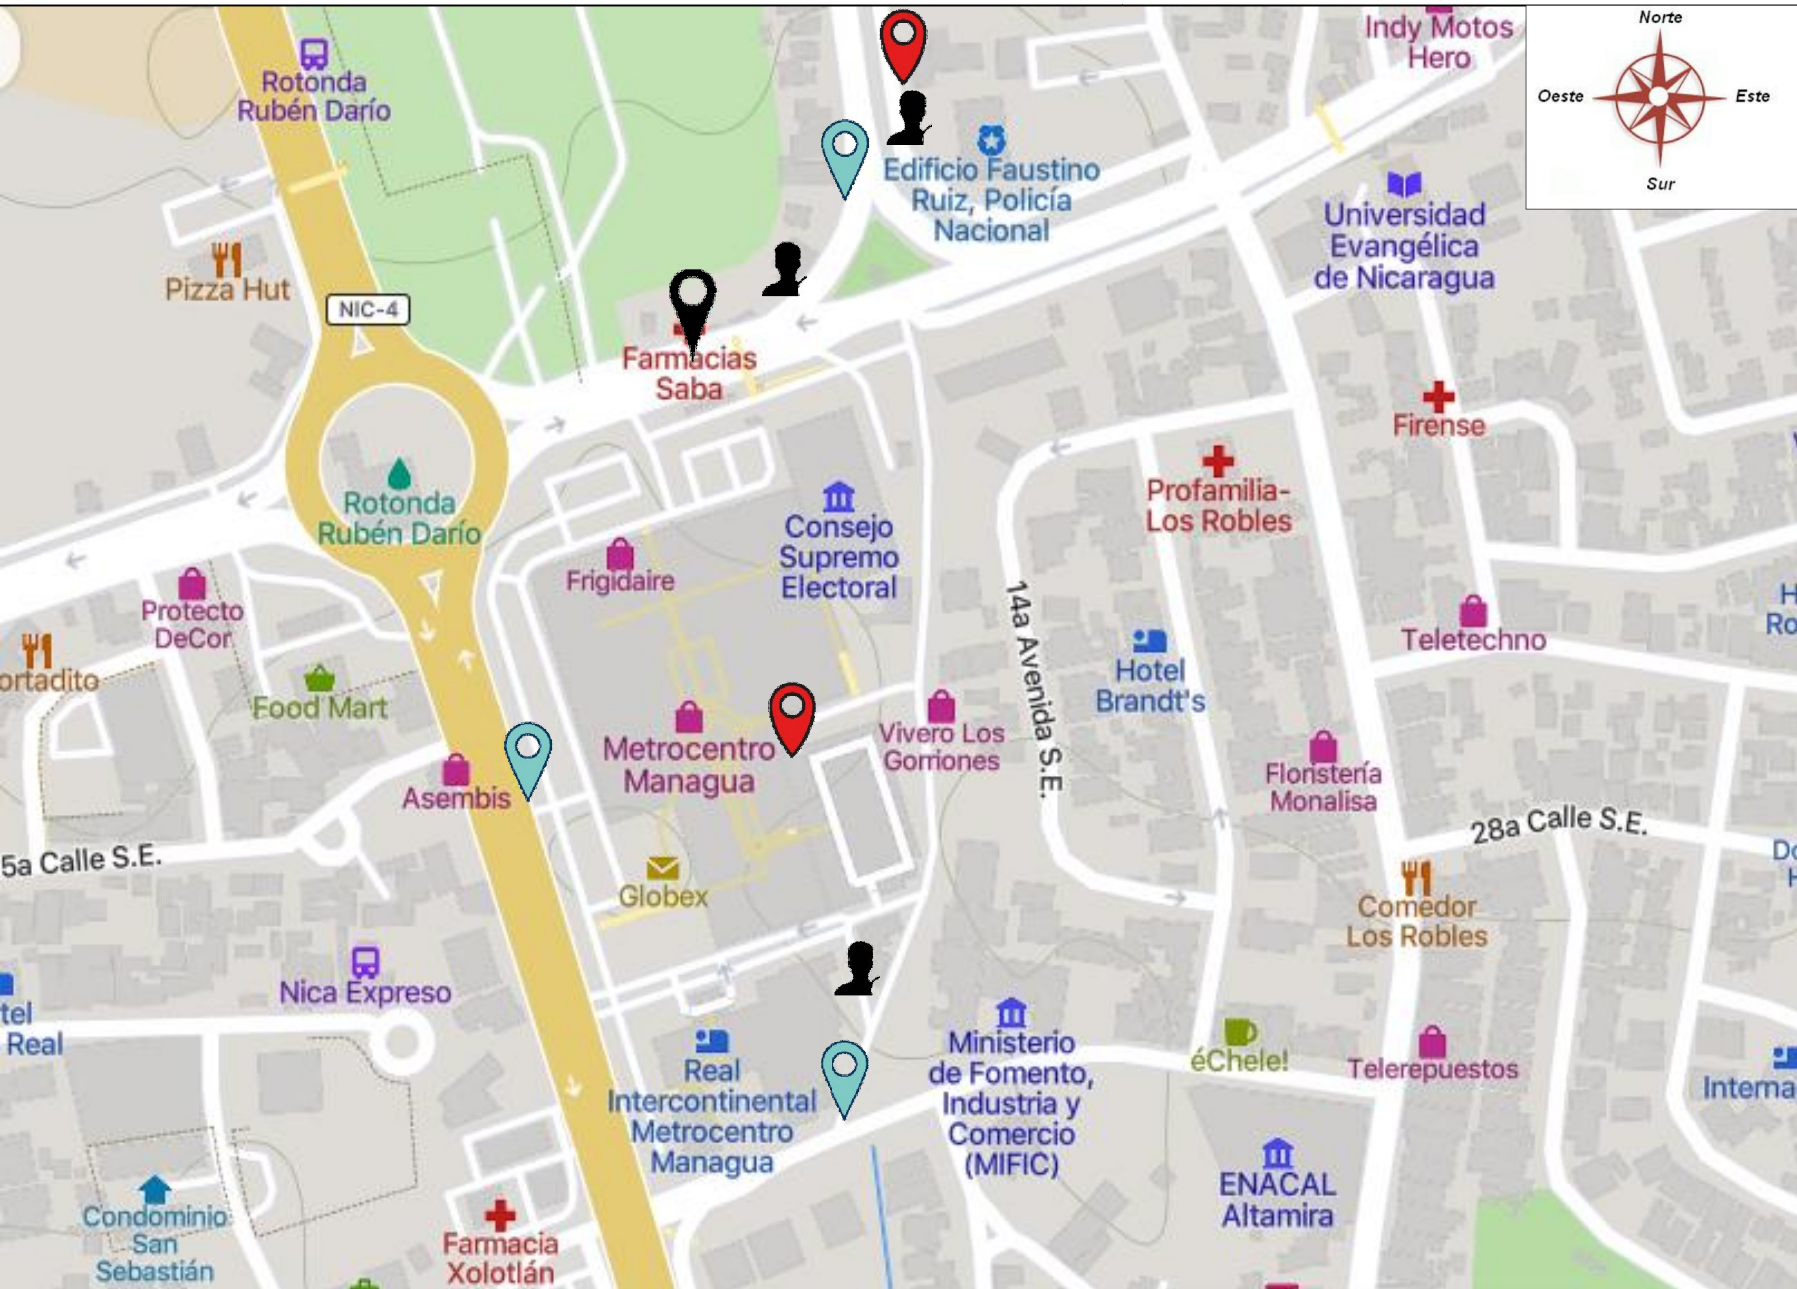 Indy Motos
Hero
Norte
Oeste
Este
Sur
Rotonda
Rubén Darío
Edificio Faustino
Ruiz, Policía
Nacional
Universidad
Evangélica
de Nicaragua
Pizza Hut
NIC-4
Farmacias
Saba
Firense
Profamilia-
Los Robles
Rotonda
Rubén Darío
Consejo
Supremo
Electoral
Frigidaire
Protecto
DeCor
14a Avenida S.E.
Teletechno
H
Ro
ortadito
Food Mart
Hotel
Brandt's
Metrocentro
Managua
Vivero Los
Gorriones
Floristería
Monalisa
Asembis
28a Calle S.E.
5a Calle S.E.
Globex
Do
H
Comedor
Los Robles
Nica Expreso
tel
Real
Real
Intercontinental
Metrocentro
Managua
Ministerio
de Fomento,
Industria y
Comercio
(MIFIC)
éChele!
Telerepuestos
Interna
ENACAL
Altamira
Condominio
San
Sebastián
Farmacia
Xolotlán